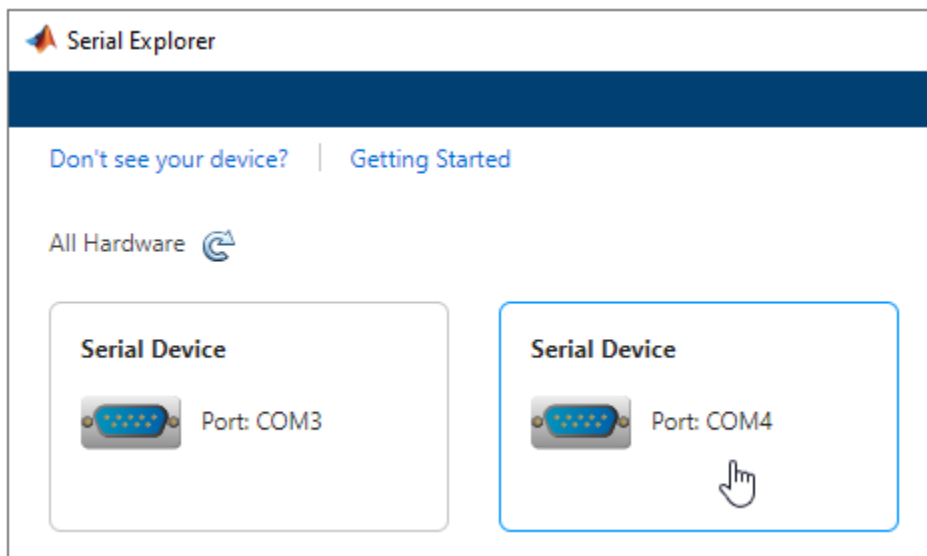 Serial Explorer
Don't see your device? Getting Started
All Hardware
Serial Device
Port: COM3
Serial Device
Port: COM4